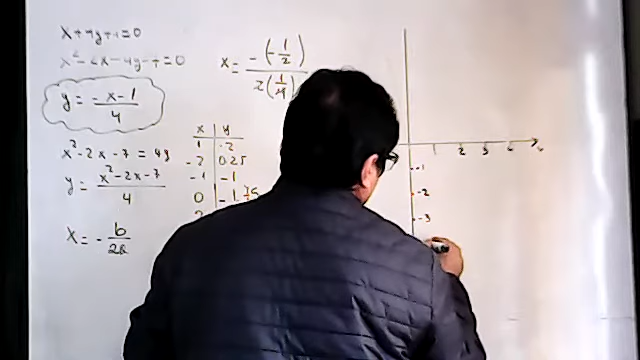 x+4y+1=0
x²-2x-4y-7=0
y = -x-1 / 4
x²-2x-7 = 4y
y = x²-2x-7 / 4
x = - b / 2a
x = -(-1/2) / 2(1/4)
x | y
1 | -2
-2 | 0.25
-1 | -1
0 | -1.75
1 2 3
-1
-2
-3